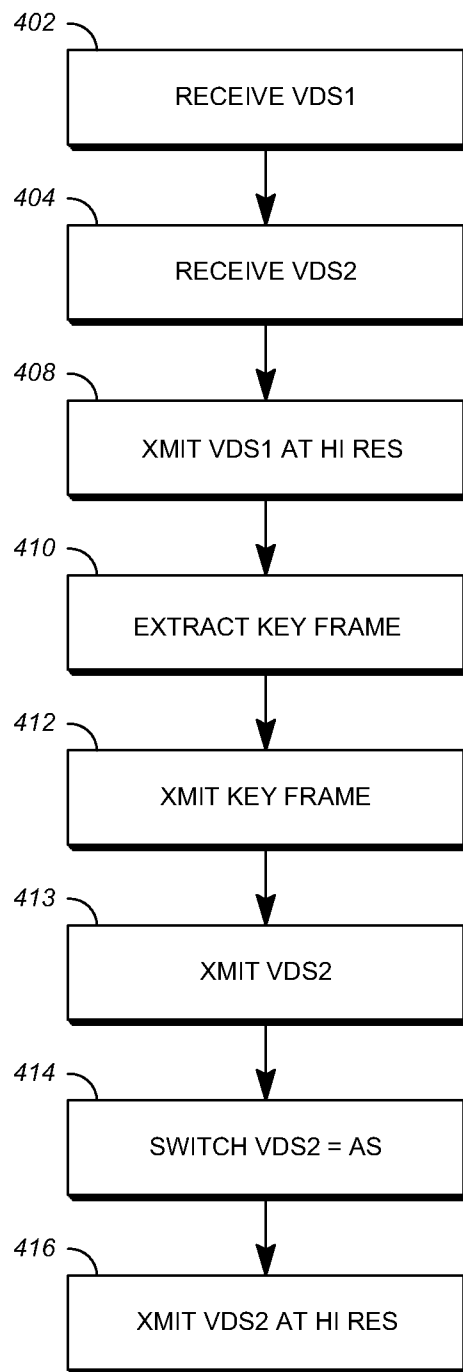 402
RECEIVE VDS1
404
RECEIVE VDS2
408
XMIT VDS1 AT HI RES
410
EXTRACT KEY FRAME
412
XMIT KEY FRAME
413
XMIT VDS2
414
SWITCH VDS2 = AS
416
XMIT VDS2 AT HI RES